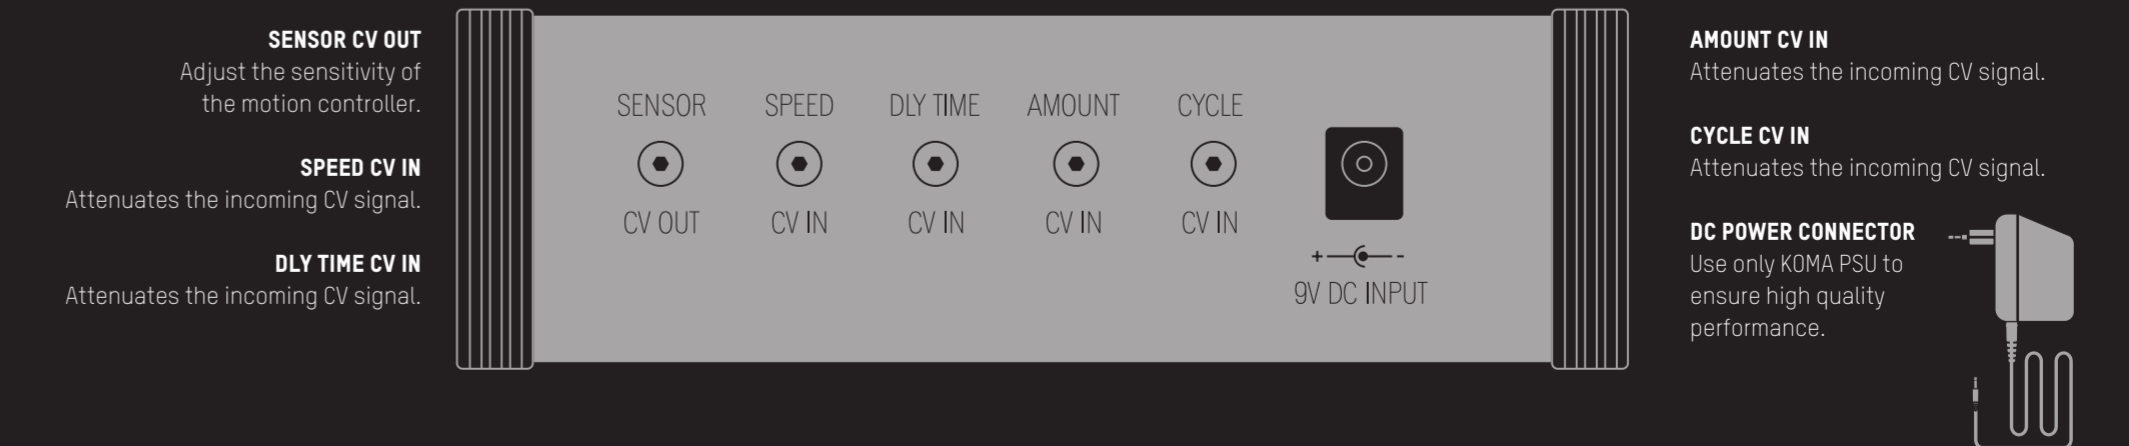 SENSOR CV OUT
Adjust the sensitivity of
the motion controller.
SPEED CV IN
Attenuates the incoming CV signal.
DLY TIME CV IN
Attenuates the incoming CV signal.
SENSOR SPEED DLY TIME AMOUNT CYCLE
CV OUT CV IN CV IN CV IN CV IN
+ -
9V DC INPUT
AMOUNT CV IN
Attenuates the incoming CV signal.
CYCLE CV IN
Attenuates the incoming CV signal.
DC POWER CONNECTOR
Use only KOMA PSU to
ensure high quality
performance.